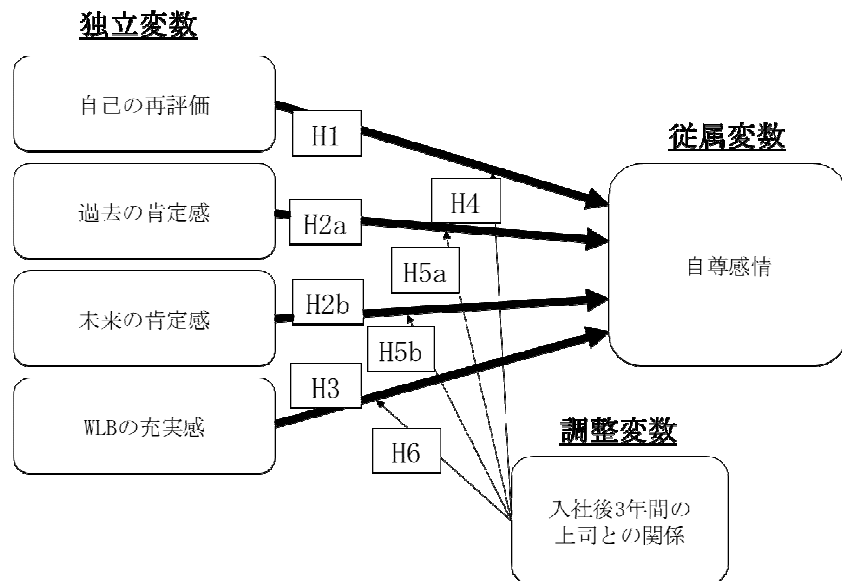 独立変数
自己の再評価
H1
従属変数
過去の肯定感
H2a
H4
自尊感情
H5a
未来の肯定感
H2b
H5b
WLBの充実感
H3
H6
調整変数
入社後3年間の
上司との関係